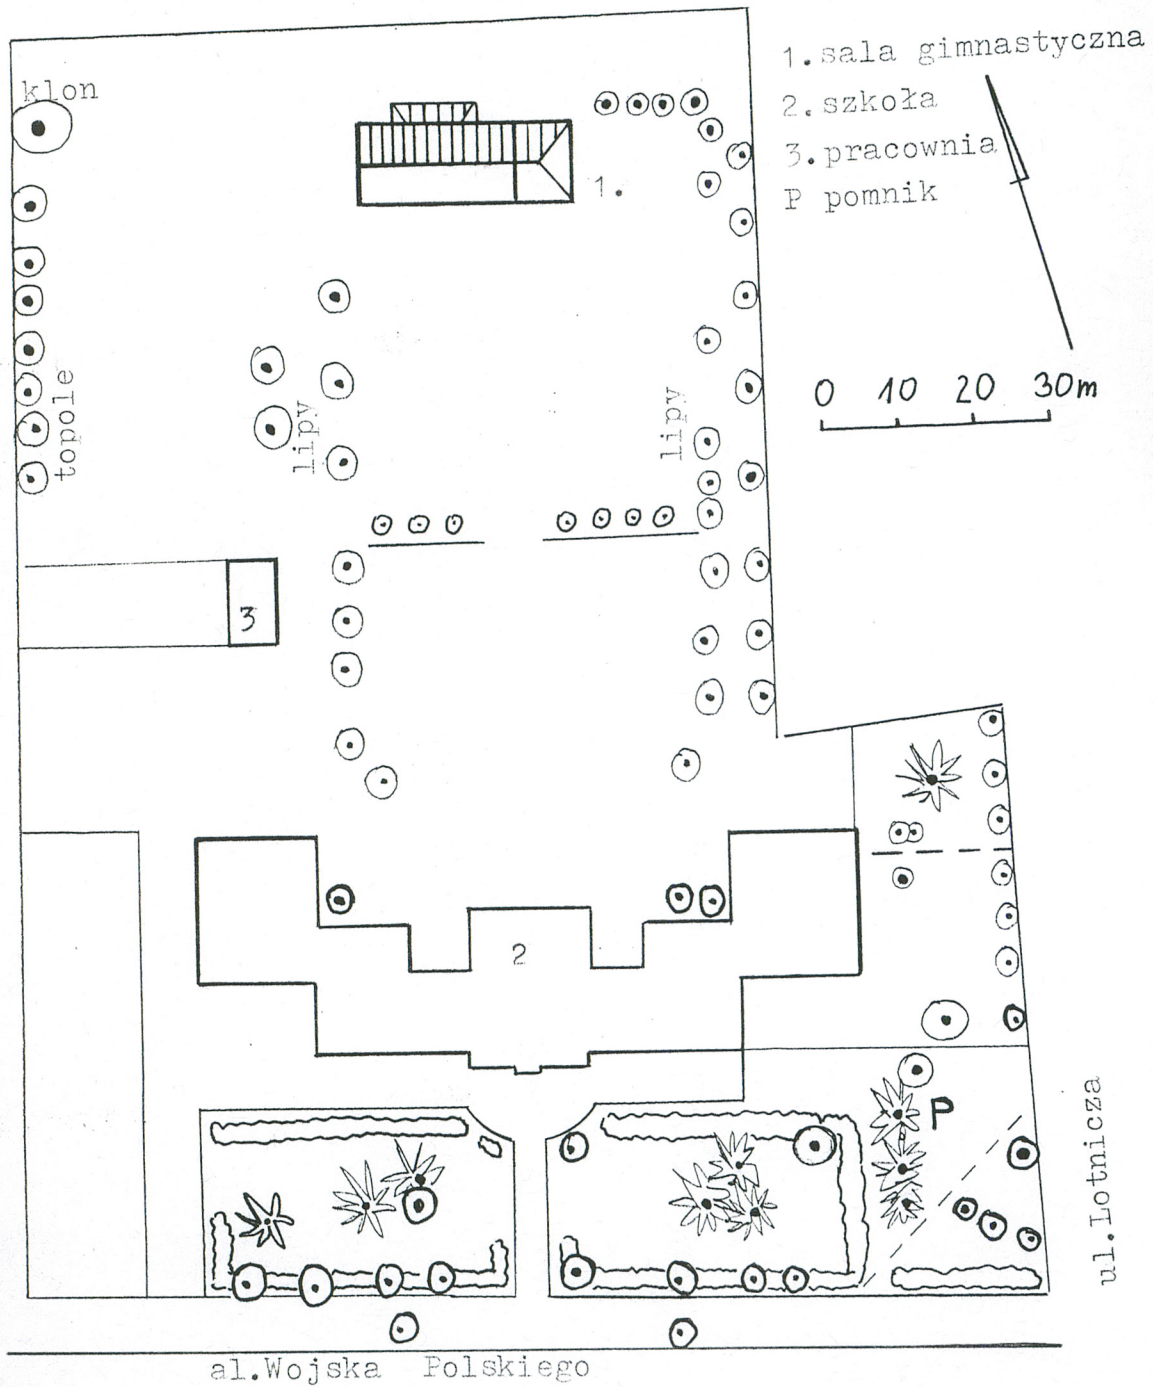 klon
1.sala gimnastyczna
2.szkoła
3.pracownia
P pomnik
1.
0 10 20 30m
topole
lipy
lipy
3
2
P
ul.Lotnicza
al.Wojska Polskiego